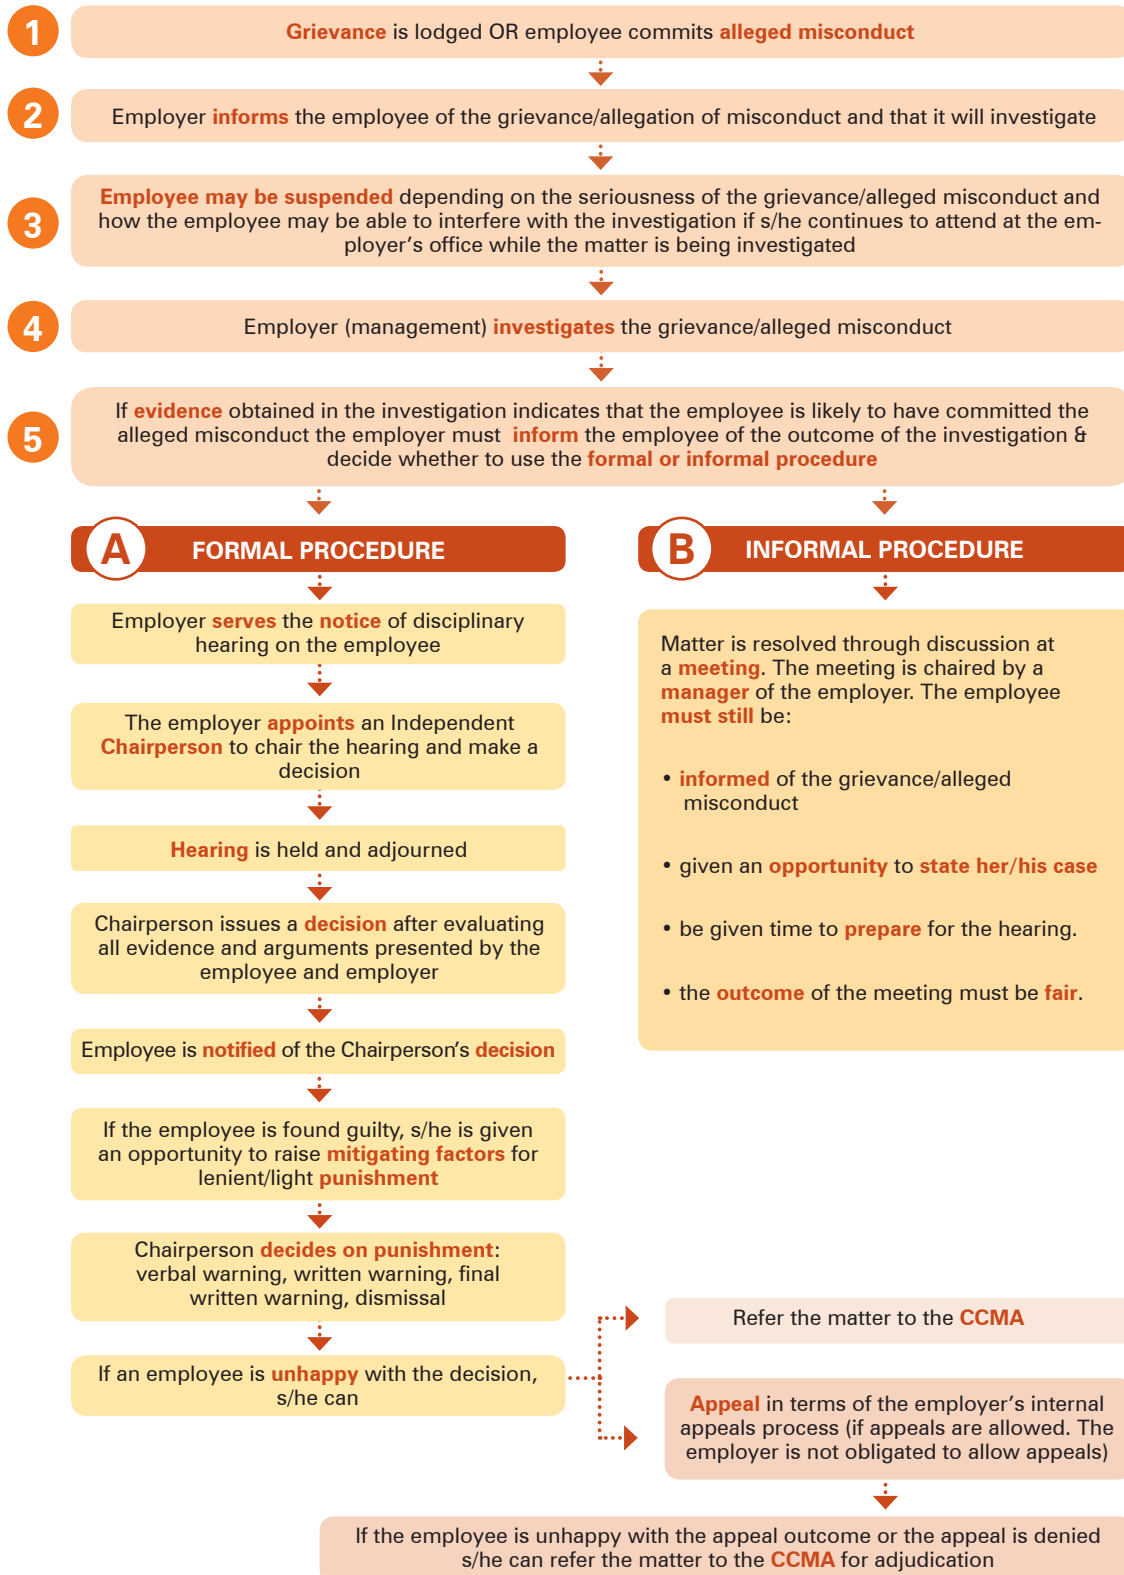 1
Grievance is lodged OR employee commits alleged misconduct
2
Employer informs the employee of the grievance/allegation of misconduct and that it will investigate
3
Employee may be suspended depending on the seriousness of the grievance/alleged misconduct and
how the employee may be able to interfere with the investigation if s/he continues to attend at the em-
ployer's office while the matter is being investigated
4
Employer (management) investigates the grievance/alleged misconduct
5
If evidence obtained in the investigation indicates that the employee is likely to have committed the
alleged misconduct the employer must inform the employee of the outcome of the investigation &
decide whether to use the formal or informal procedure
A
FORMAL PROCEDURE
Employer serves the notice of disciplinary
hearing on the employee
The employer appoints an Independent
Chairperson to chair the hearing and make a
decision
Hearing is held and adjourned
Chairperson issues a decision after evaluating
all evidence and arguments presented by the
employee and employer
Employee is notified of the Chairperson's decision
If the employee is found guilty, s/he is given
an opportunity to raise mitigating factors for
lenient/light punishment
Chairperson decides on punishment:
verbal warning, written warning, final
written warning, dismissal
If an employee is unhappy with the decision,
s/he can
B
INFORMAL PROCEDURE
Matter is resolved through discussion at
a meeting. The meeting is chaired by a
manager of the employer. The employee
must still be:
• informed of the grievance/alleged
misconduct
• given an opportunity to state her/his case
• be given time to prepare for the hearing.
• the outcome of the meeting must be fair.
Refer the matter to the CCMA
Appeal in terms of the employer's internal
appeals process (if appeals are allowed. The
employer is not obligated to allow appeals)
If the employee is unhappy with the appeal outcome or the appeal is denied
s/he can refer the matter to the CCMA for adjudication